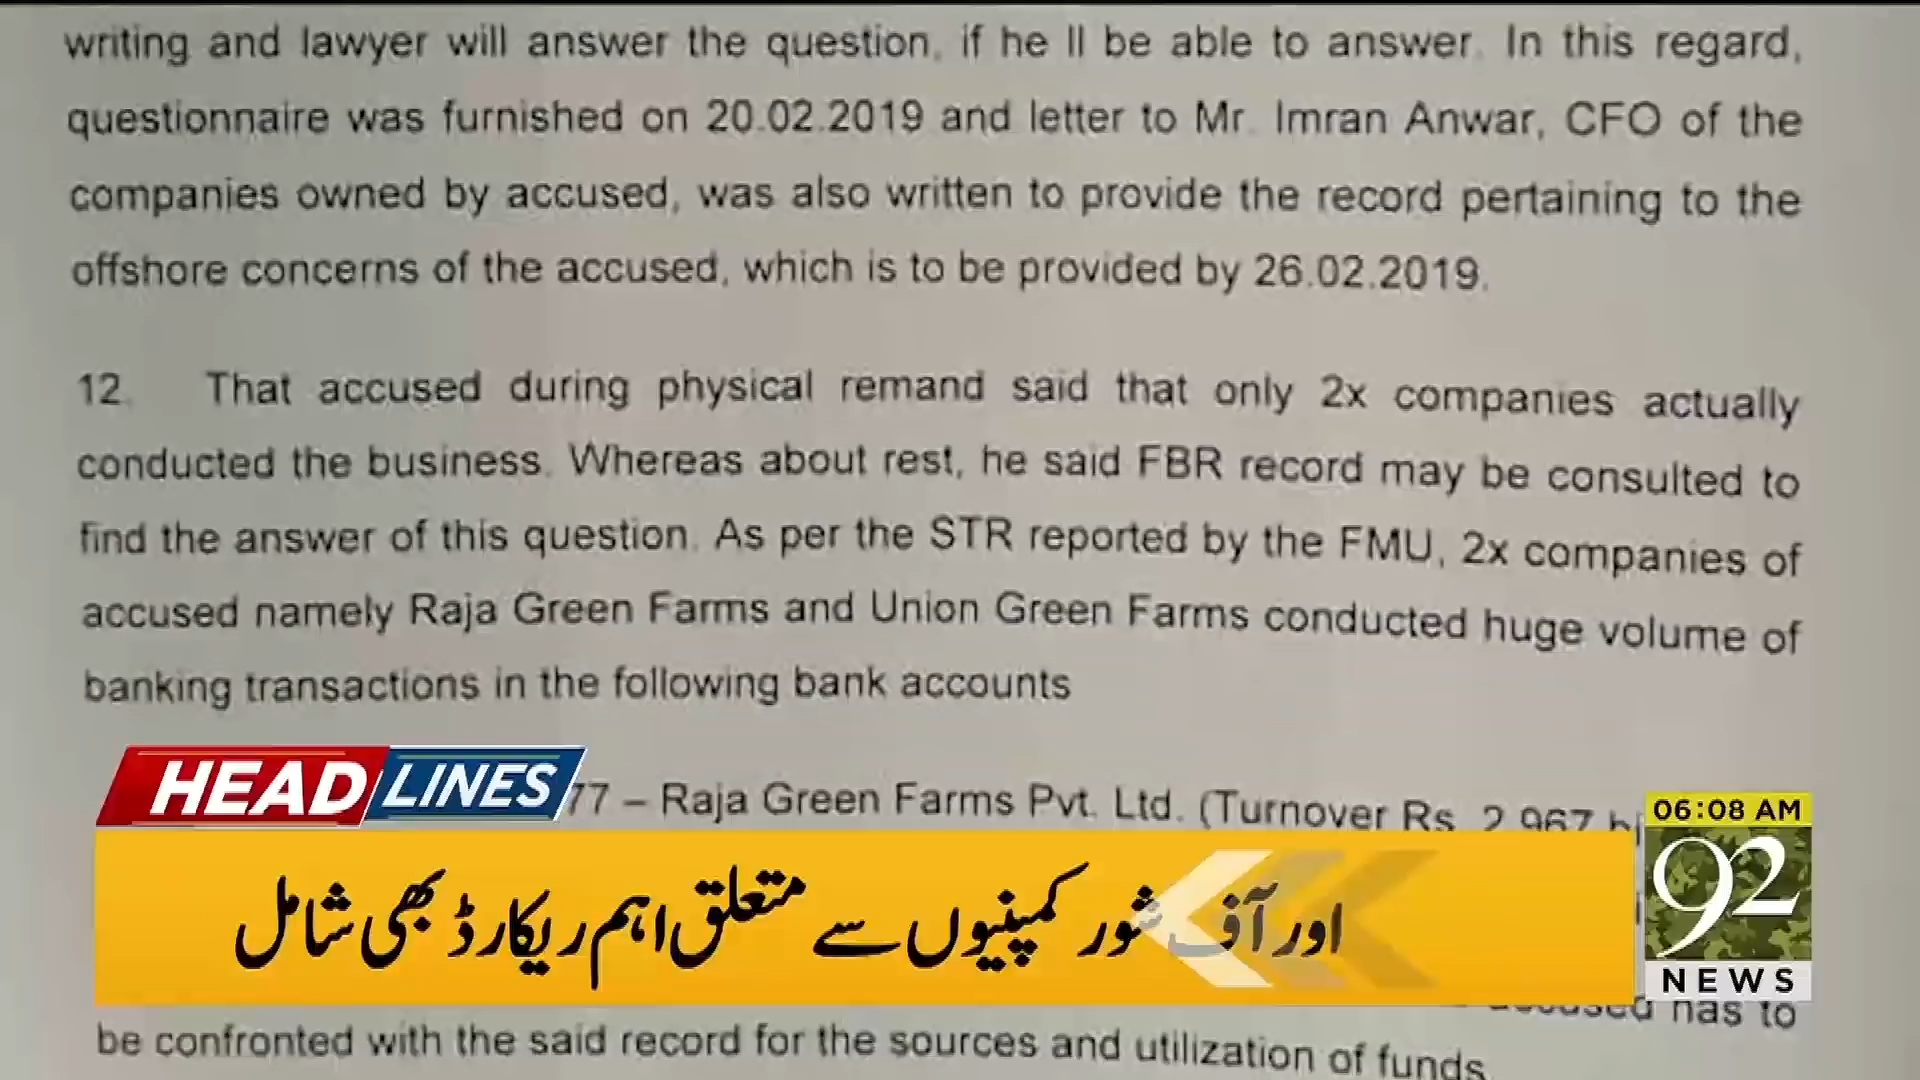 writing and lawyer will answer the question, if he ll be able to answer. In this regard,
questionnaire was furnished on 20.02.2019 and letter to Mr. Imran Anwar, CFO of the
companies owned by accused, was also written to provide the record pertaining to the
offshore concerns of the accused, which is to be provided by 26.02.2019.
12. That accused during physical remand said that only 2x companies actually
conducted the business. Whereas about rest, he said FBR record may be consulted to
find the answer of this question. As per the STR reported by the FMU, 2x companies of
accused namely Raja Green Farms and Union Green Farms conducted huge volume of
banking transactions in the following bank accounts
HEADLINES
77 – Raja Green Farms Pvt. Ltd. (Turnover Rs. 2.967
06:08 AM
اور آف شور کمپنیوں سے متعلق اہم ریکارڈ بھی شامل
92
NEWS
accused has to
be confronted with the said record for the sources and utilization of funds.